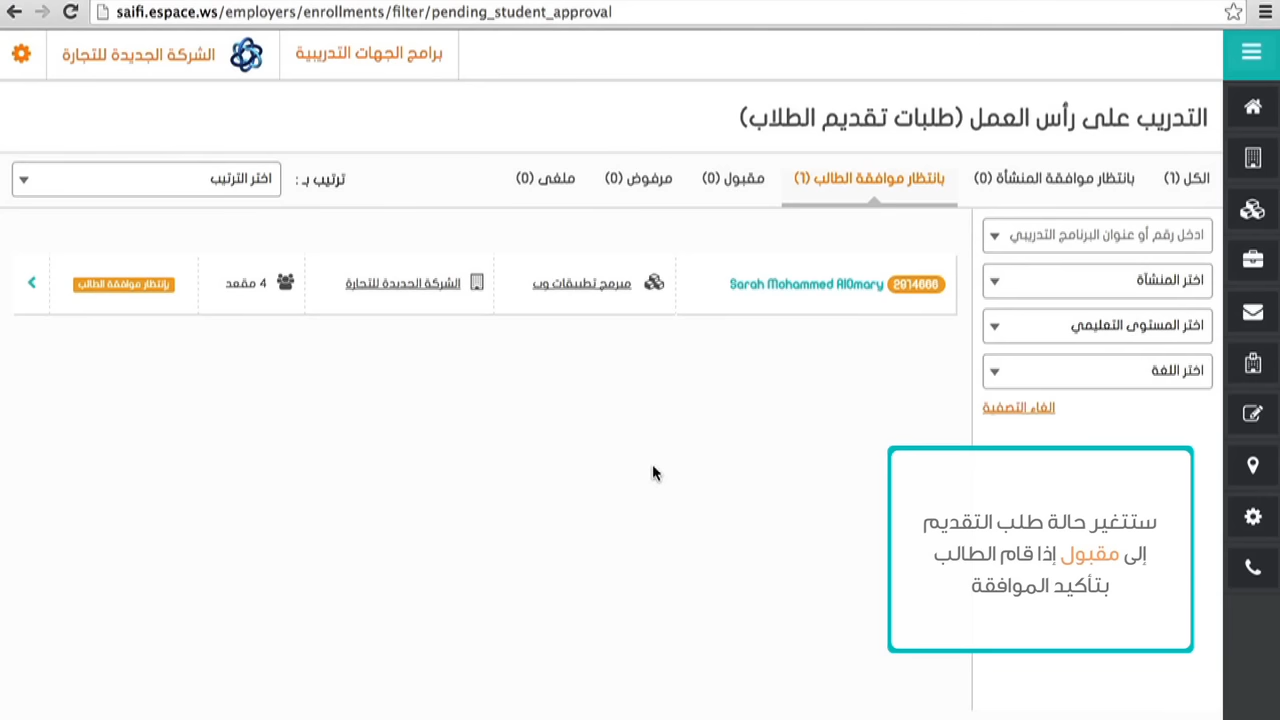 saifi.espace.ws/employers/enrollments/filter/pending_student_approval
برامج الجهات التدريبية
الشركة الجديدة للتجارة
التدريب على رأس العمل (طلبات تقديم الطلاب)
الكل (1)
بانتظار موافقة المنشأة (0)
بانتظار موافقة الطالب (1)
مقبول (0)
مرفوض (0)
ملغى (0)
ترتيب بـ :
اختر الترتيب
ادخل رقم أو عنوان البرنامج التدريبي
اختر المنشأة
اختر المستوى التعليمي
اختر اللغة
الغاء التصفية
2914666 Sarah Mohammed AlOmary
مبرمج تطبيقات وب
الشركة الجديدة للتجارة
4 مقعد
بانتظار موافقة الطالب
ستتغير حالة طلب التقديم
إلى مقبول إذا قام الطالب
بتأكيد الموافقة